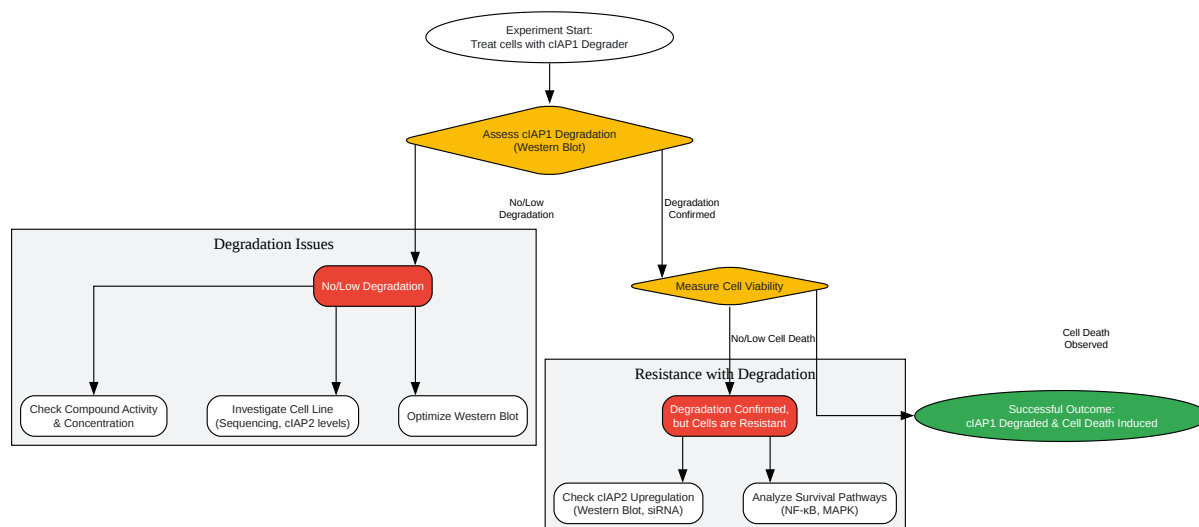 Experiment Start:
Treat cells with cIAP1 Degrader
Assess cIAP1 Degradation
(Western Blot)
No/Low
Degradation
Degradation
Confirmed
Degradation Issues
No/Low Degradation
Measure Cell Viability
No/Low Cell Death
Cell Death
Observed
Resistance with Degradation
Check Compound Activity
& Concentration
Investigate Cell Line
(Sequencing, cIAP2 levels)
Optimize Western Blot
Degradation Confirmed,
but Cells are Resistant
Successful Outcome:
cIAP1 Degraded & Cell Death Induced
Check cIAP2 Upregulation
(Western Blot, siRNA)
Analyze Survival Pathways
(NF-κB, MAPK)